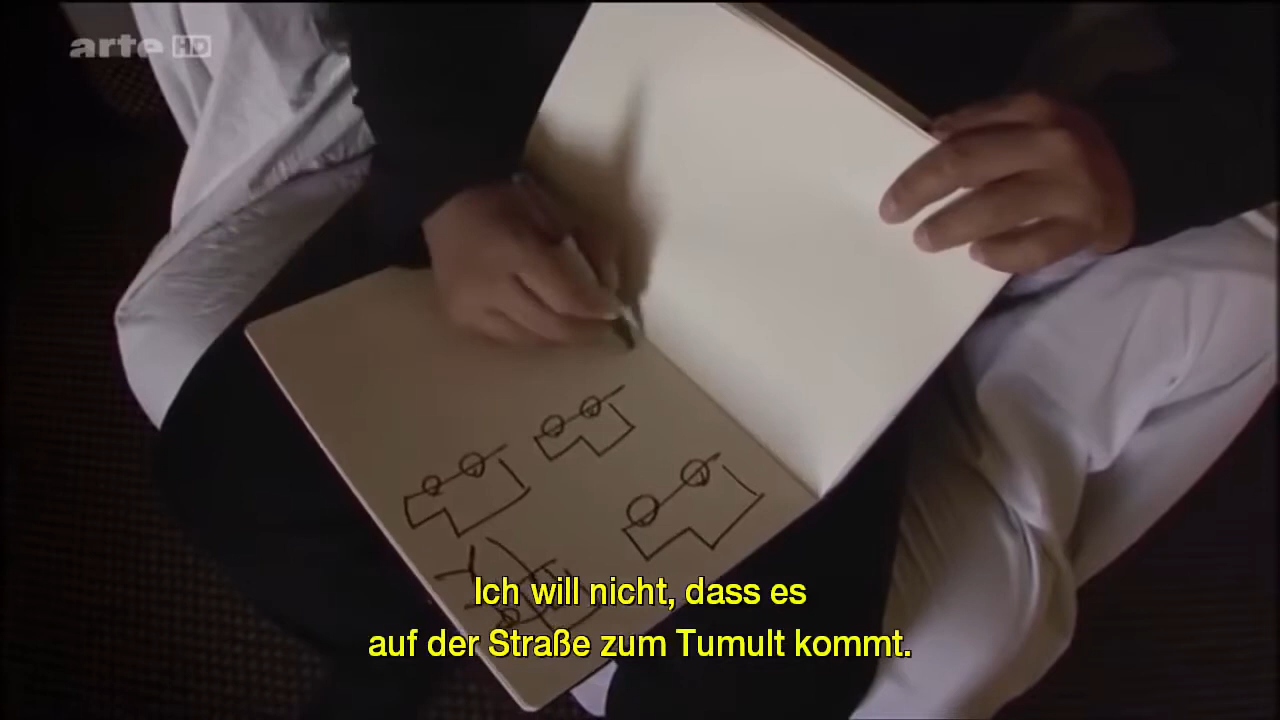 arte HD
Ich will nicht, dass es
auf der Straße zum Tumult kommt.